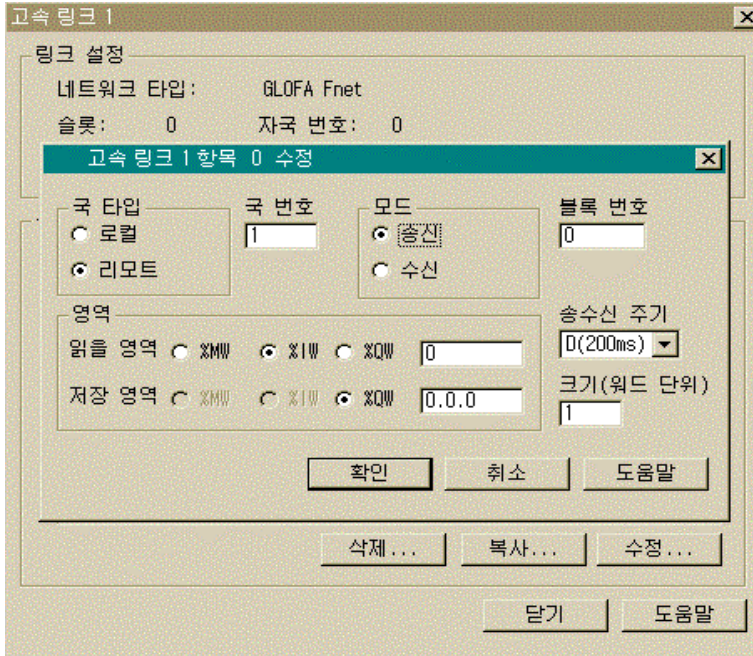 고속 링크 1
링크 설정
네트워크 타입: GLOFA Fnet
슬롯: 0 자국 번호: 0
고속 링크 1 항목 0 수정
국 타입 국 번호 모드 블록 번호
로컬 1 송신 0
리모트 수신
영역 송수신 주기
읽을 영역 %MW %IW %QW 0 D(200ms)
저장 영역 %MW %IW %QW 0.0.0 크기(워드 단위)
1
확인 취소 도움말
삭제... 복사... 수정...
닫기 도움말